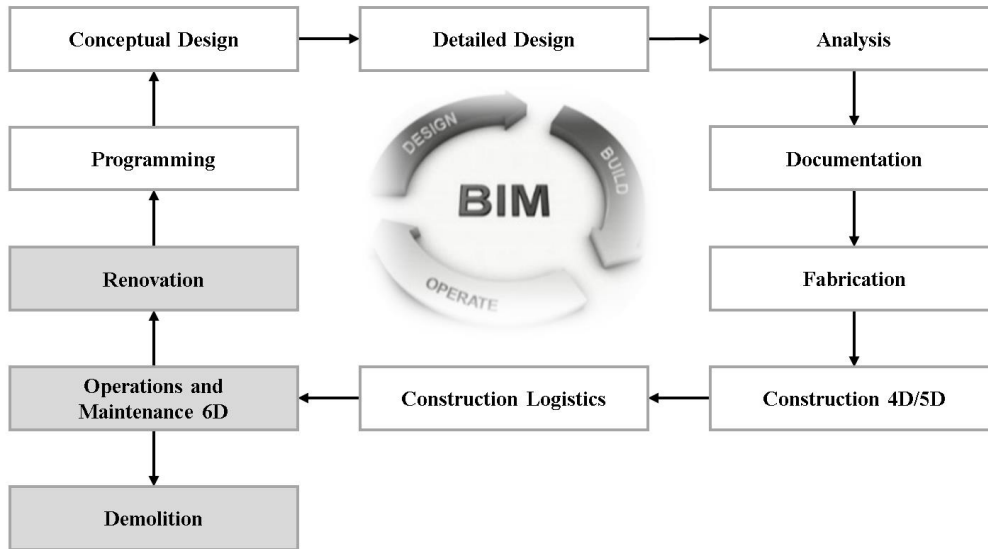 Conceptual Design
Detailed Design
Analysis
Programming
DESIGN
BUILD
BIM
OPERATE
Documentation
Renovation
Fabrication
Operations and
Maintenance 6D
Construction Logistics
Construction 4D/5D
Demolition